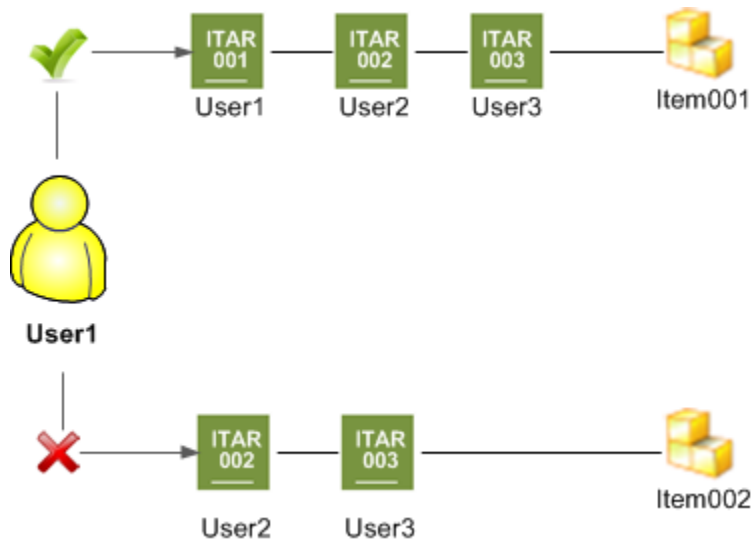 ITAR 001
ITAR 002
ITAR 003
User1
User2
User3
Item001
User1
ITAR 002
ITAR 003
User2
User3
Item002